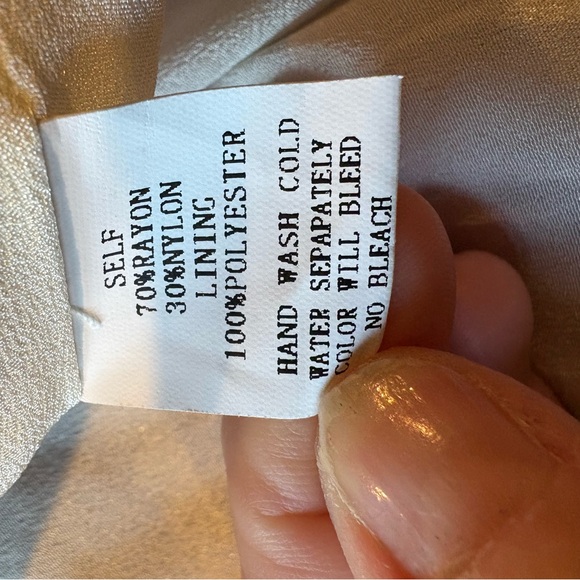 SELF
70%RAYON
30%NYLON
LINING
100%POLYESTER
HAND WASH COLD
WATER SEPAPATELY
COLOR WILL BLEED
NO BLEACH